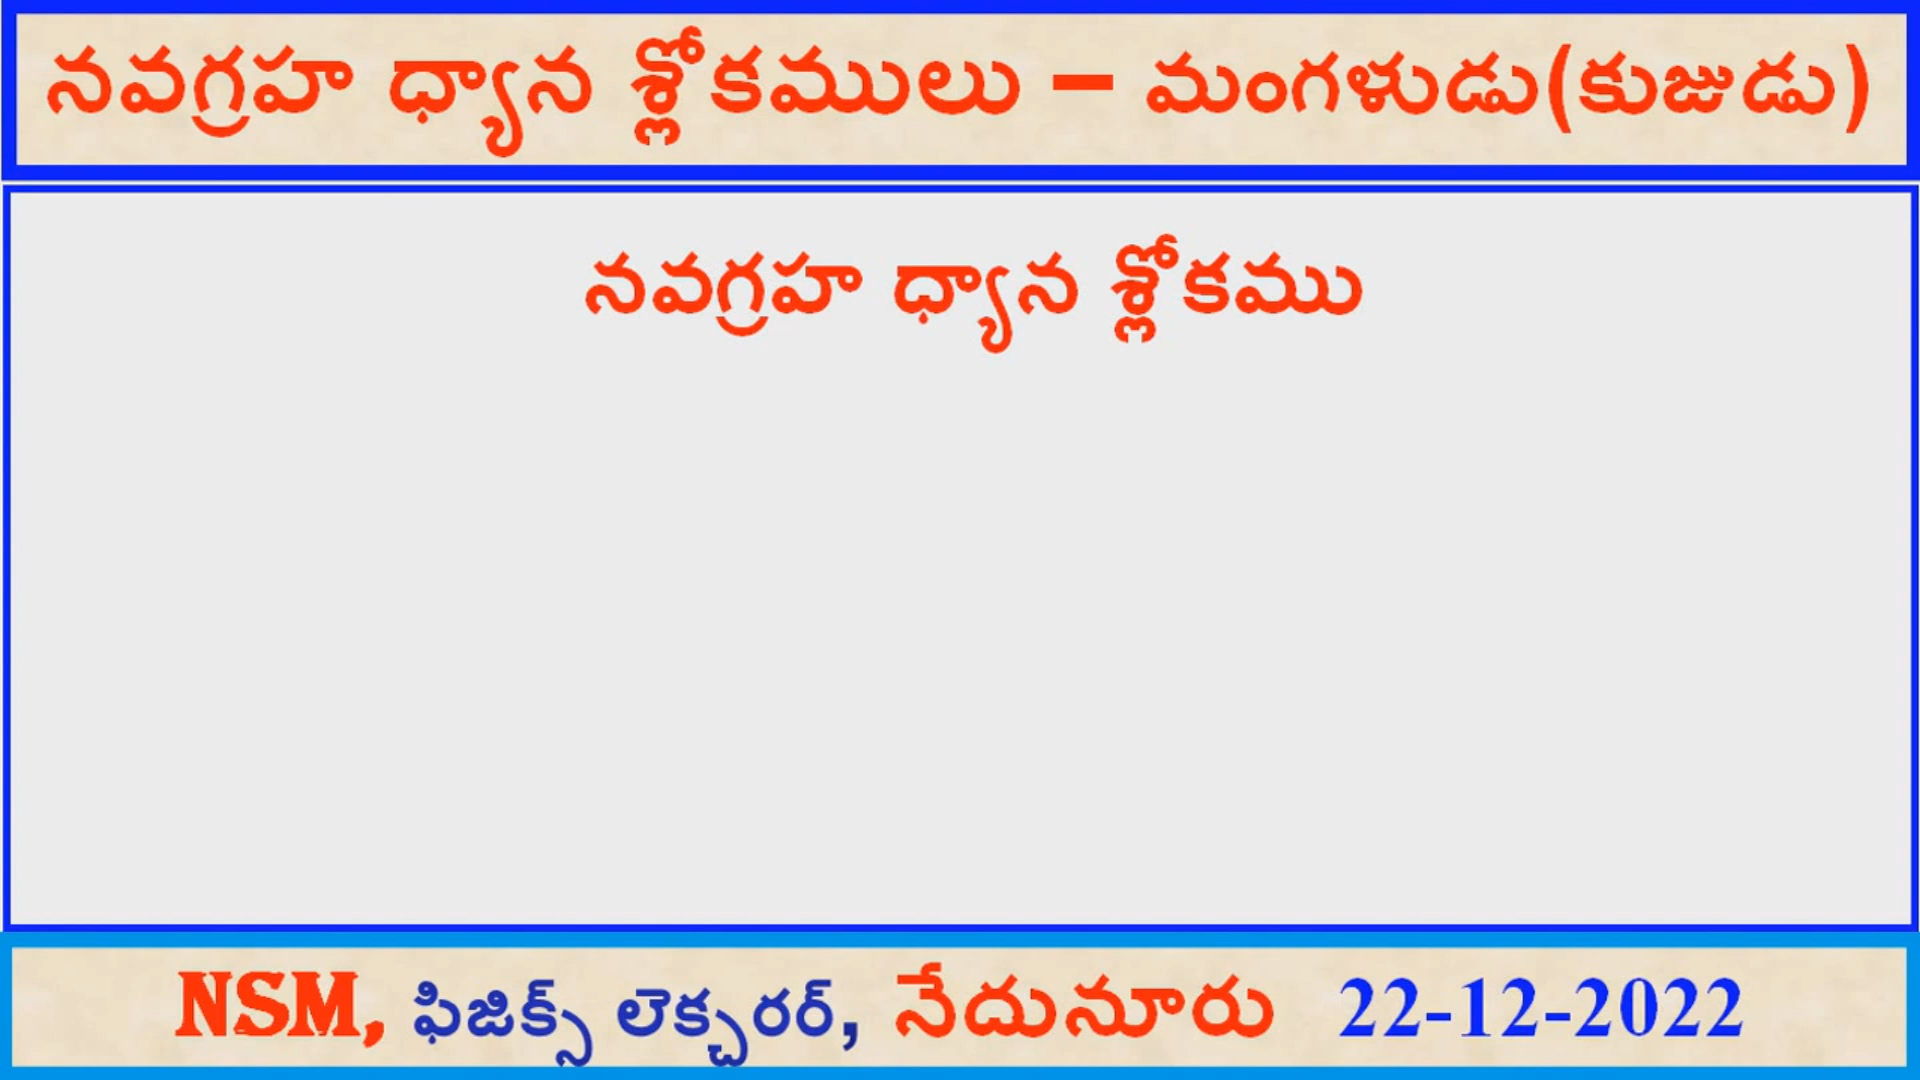 నవగ్రహ ధ్యాన శ్లోకములు – మంగళుడు(కుజుడు)
నవగ్రహ ధ్యాన శ్లోకము
NSM, ఫిజిక్స్ లెక్చరర్, నేదునూరు 22-12-2022